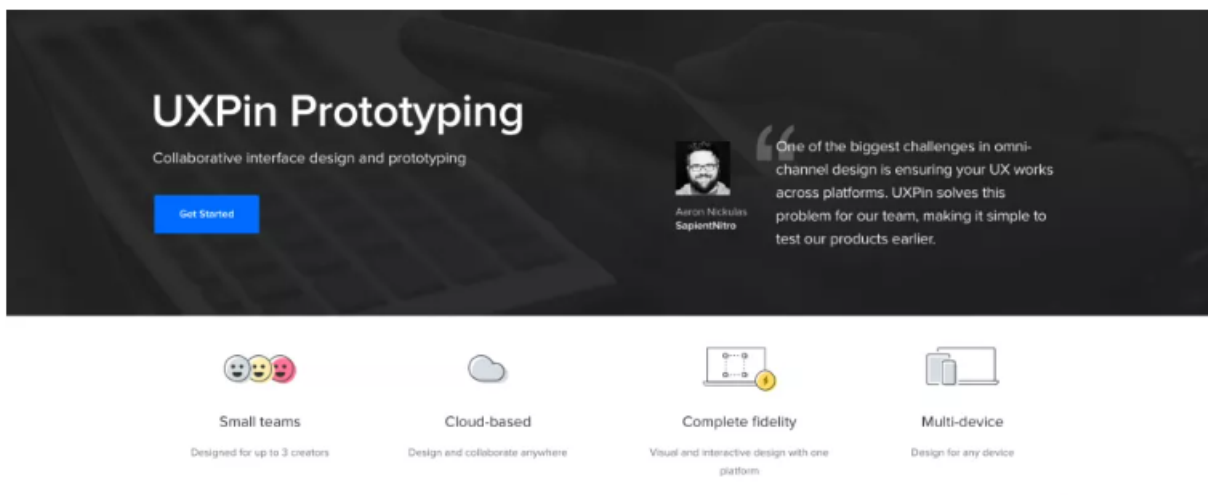 UXPin Prototyping
Collaborative interface design and prototyping
Get Started
Aaron Nickulas
SapientNitro
“
One of the biggest challenges in omni-
channel design is ensuring your UX works
across platforms. UXPin solves this
problem for our team, making it simple to
test our products earlier.
Small teams
Designed for up to 3 creators
Cloud-based
Design and collaborate anywhere
Complete fidelity
Visual and interactive design with one
platform
Multi-device
Design for any device